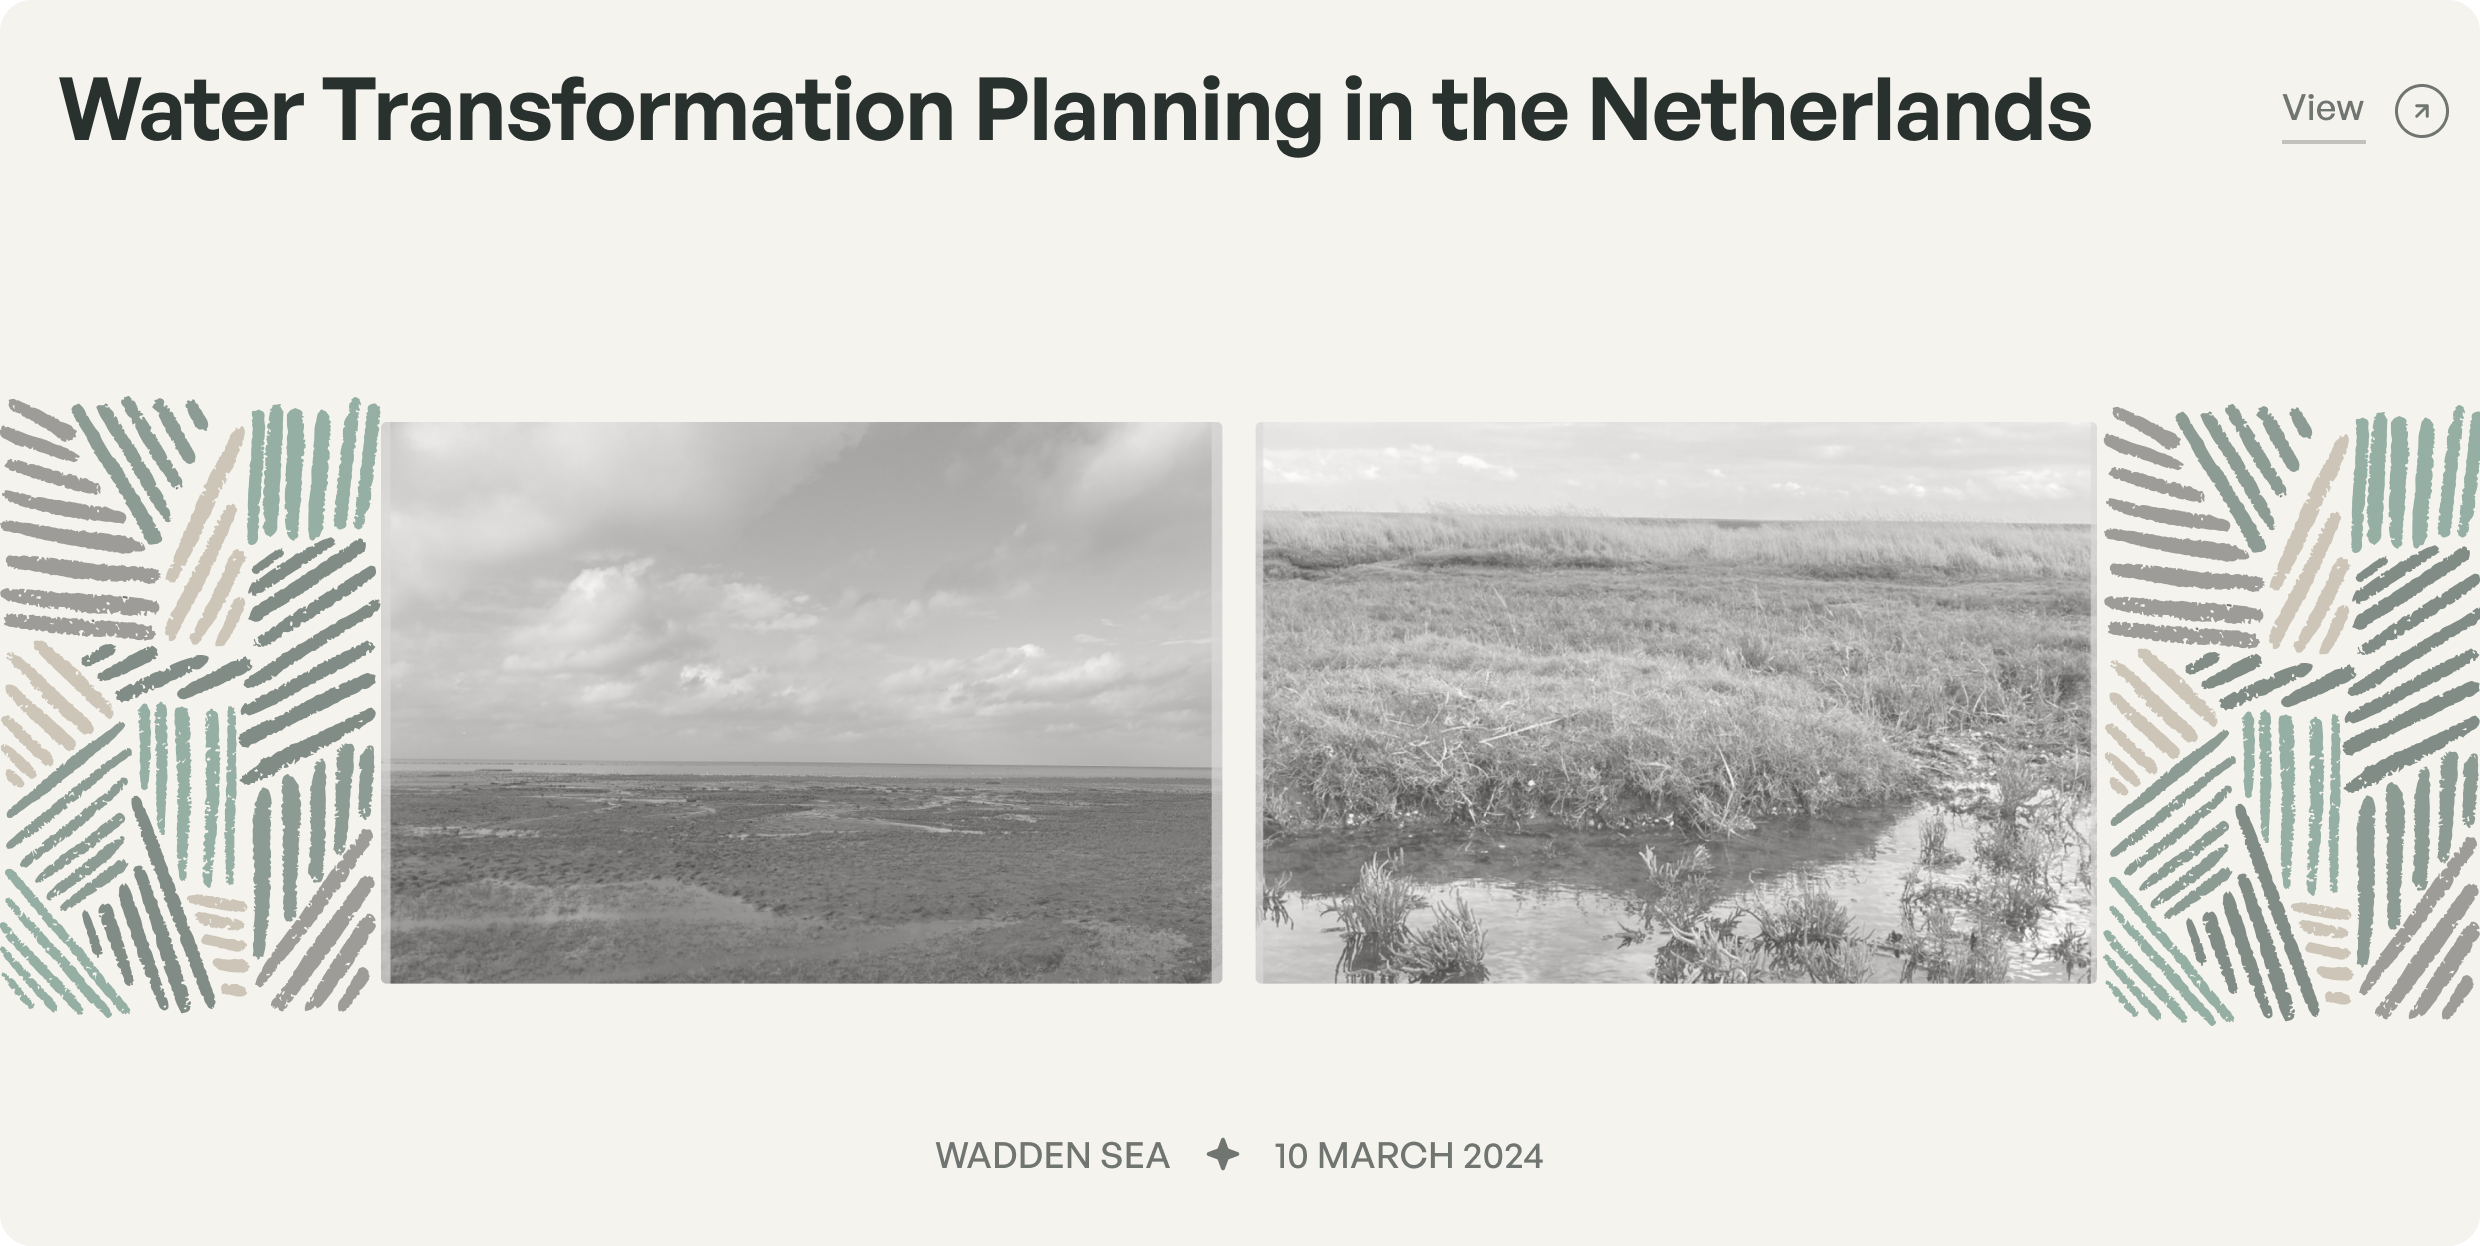 Water Transformation Planning in the Netherlands
View
WADDEN SEA 10 MARCH 2024